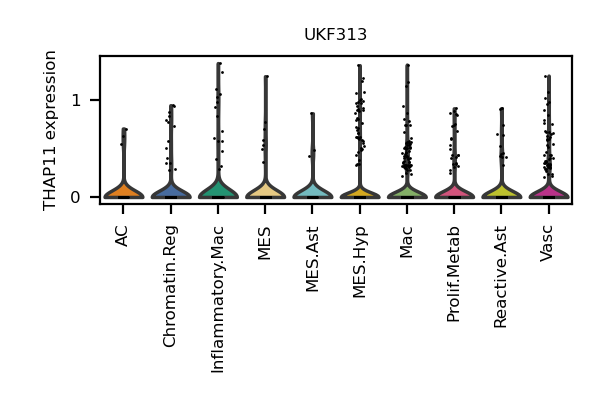 UKF313
THAP11 expression
1
0
AC
Chromatin.Reg
Inflammatory.Mac
MES
MES.Ast
MES.Hyp
Mac
Prolif.Metab
Reactive.Ast
Vasc